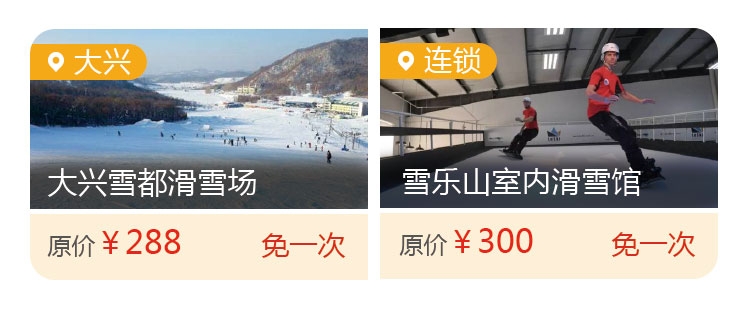 大兴
大兴雪都滑雪场
原价¥288
免一次
连锁
雪乐山室内滑雪馆
原价¥300
免一次